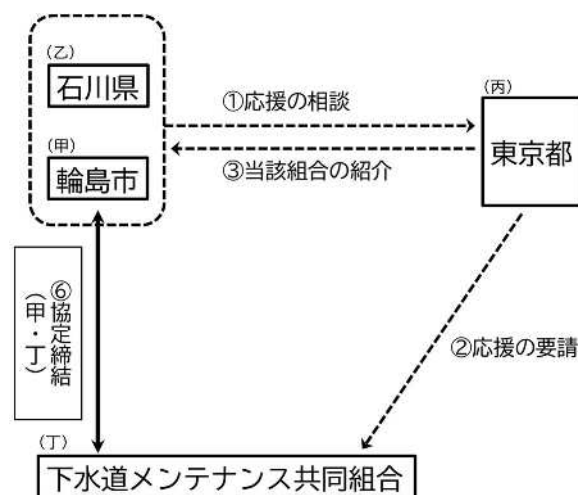 (乙)
石川県
(甲)
輪島市
①応援の相談
③当該組合の紹介
(丙)
東京都
⑥協定締結
(甲・丁)
②応援の要請
(丁)
下水道メンテナンス共同組合